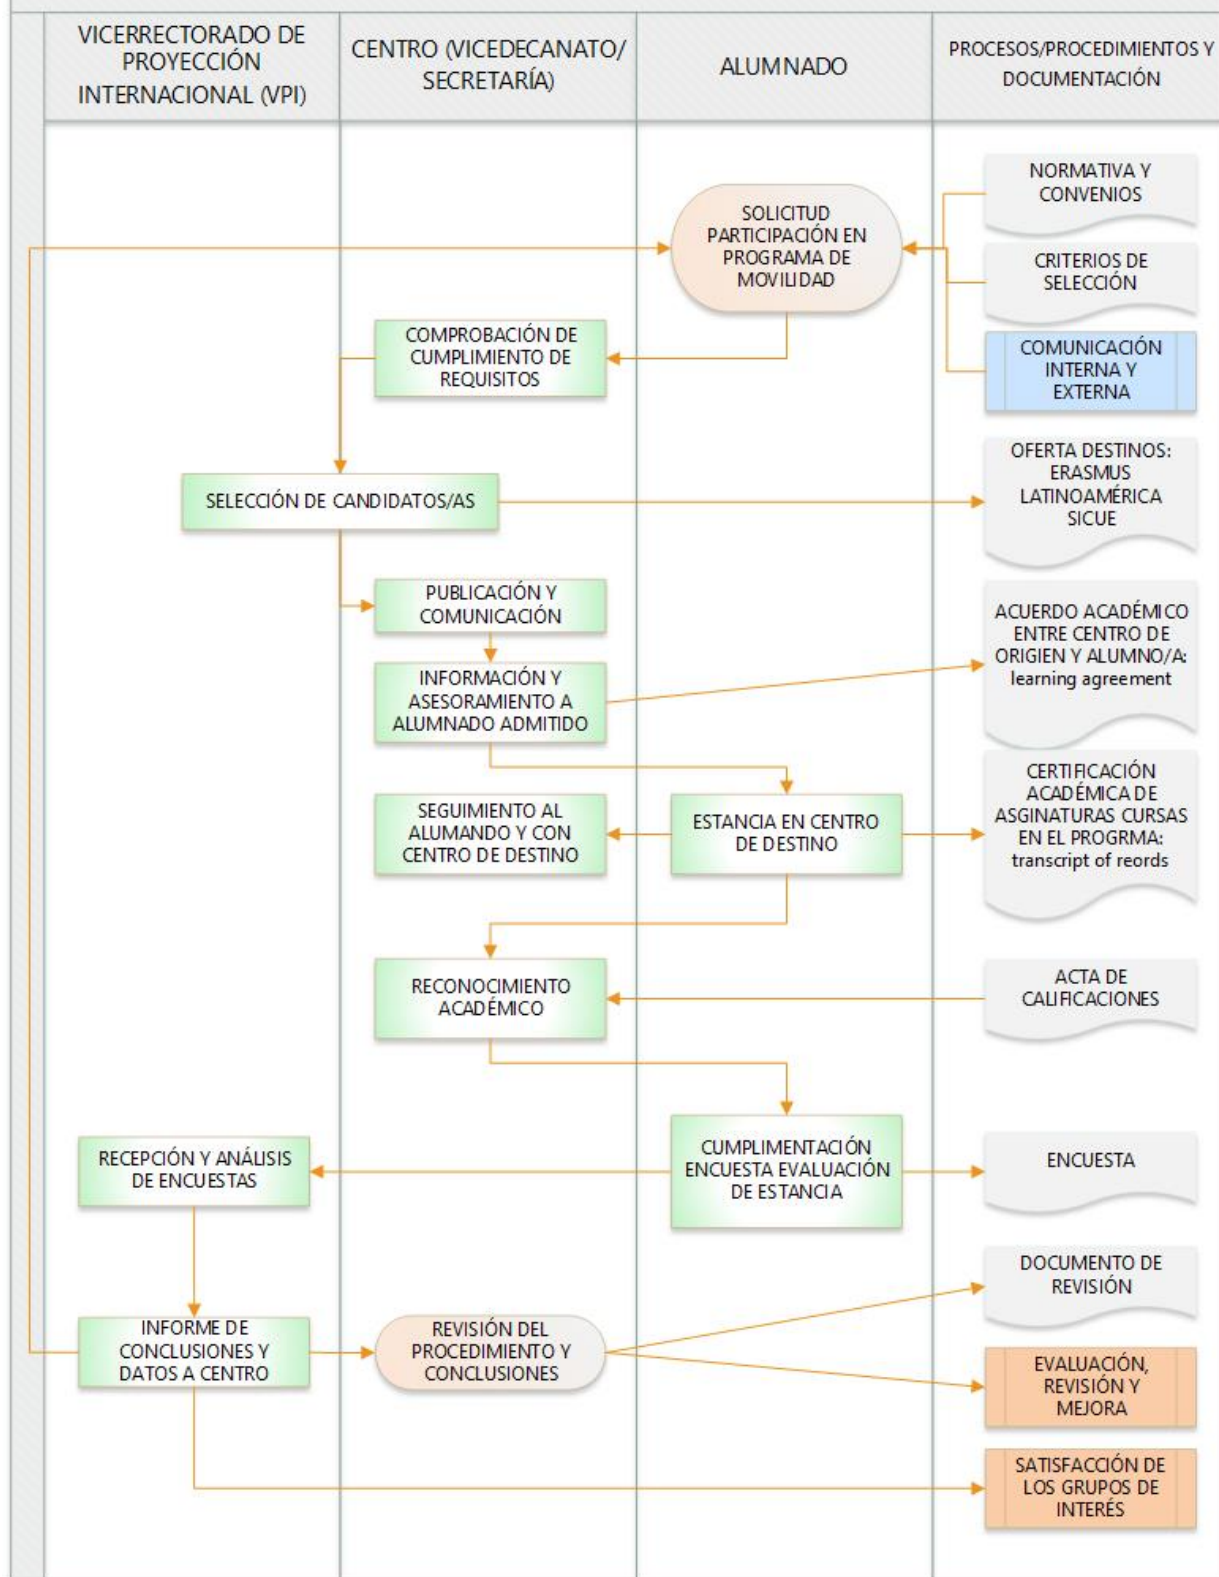 VICERRECTORADO DE
PROYECCIÓN
INTERNACIONAL (VPI)
CENTRO (VICEDECANATO/
SECRETARÍA)
ALUMNADO
PROCESOS/PROCEDIMIENTOS Y
DOCUMENTACIÓN
NORMATIVA Y
CONVENIOS
SOLICITUD
PARTICIPACIÓN EN
PROGRAMA DE
MOVILIDAD
CRITERIOS DE
SELECCIÓN
COMPROBACIÓN DE
CUMPLIMIENTO DE
REQUISITOS
COMUNICACIÓN
INTERNA Y
EXTERNA
SELECCIÓN DE CANDIDATOS/AS
OFERTA DESTINOS:
ERASMUS
LATINOAMÉRICA
SICUE
PUBLICACIÓN Y
COMUNICACIÓN
ACUERDO ACADÉMICO
ENTRE CENTRO DE
ORIGIEN Y ALUMNO/A:
learning agreement
INFORMACIÓN Y
ASESORAMIENTO A
ALUMNADO ADMITIDO
SEGUIMIENTO AL
ALUMANDO Y CON
CENTRO DE DESTINO
ESTANCIA EN CENTRO
DE DESTINO
CERTIFICACIÓN
ACADÉMICA DE
ASGINATURAS CURSAS
EN EL PROGRMA:
transcript of reords
RECONOCIMIENTO
ACADÉMICO
ACTA DE
CALIFICACIONES
RECEPCIÓN Y ANÁLISIS
DE ENCUESTAS
CUMPLIMENTACIÓN
ENCUESTA EVALUACIÓN
DE ESTANCIA
ENCUESTA
DOCUMENTO DE
REVISIÓN
INFORME DE
CONCLUSIONES Y
DATOS A CENTRO
REVISIÓN DEL
PROCEDIMIENTO Y
CONCLUSIONES
EVALUACIÓN,
REVISIÓN Y
MEJORA
SATISFACCIÓN DE
LOS GRUPOS DE
INTERÉS